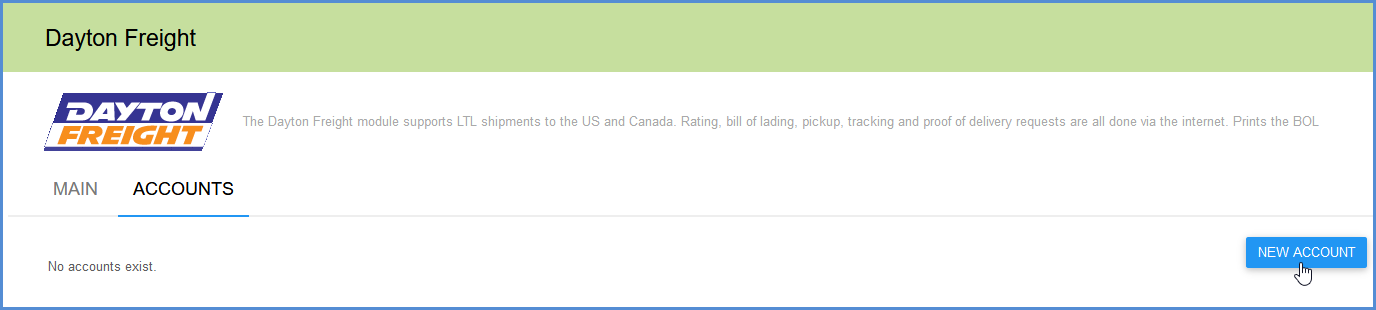 Dayton Freight
DAYTON
FREIGHT
The Dayton Freight module supports LTL shipments to the US and Canada. Rating, bill of lading, pickup, tracking and proof of delivery requests are all done via the internet. Prints the BOL
MAIN ACCOUNTS
NEW ACCOUNT
No accounts exist.